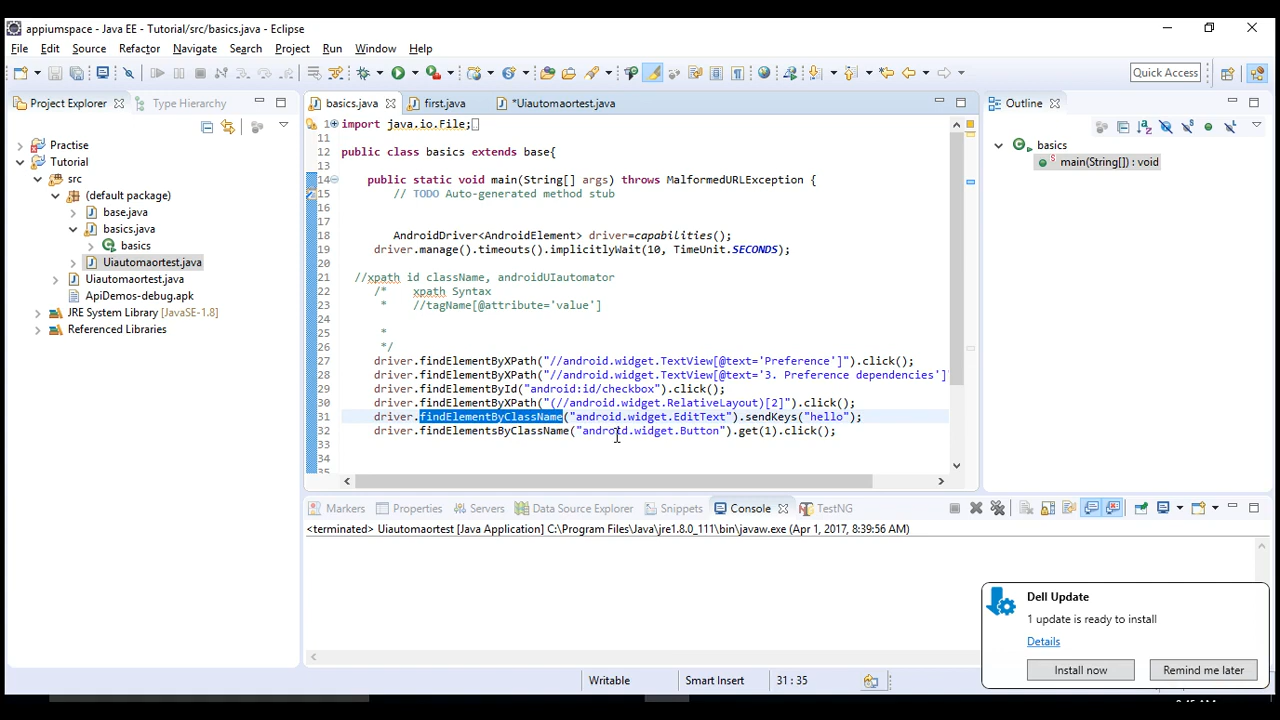 appiumspace - Java EE - Tutorial/src/basics.java - Eclipse
File Edit Source Refactor Navigate Search Project Run Window Help
Quick Access
Project Explorer Type Hierarchy
basics.java first.java *Uiautomaortest.java
Outline
Practise
Tutorial
src
(default package)
base.java
basics.java
basics
Uiautomaortest.java
Uiautomaortest.java
ApiDemos-debug.apk
JRE System Library [JavaSE-1.8]
Referenced Libraries
1 import java.io.File;
11
12 public class basics extends base{
13
14 public static void main(String[] args) throws MalformedURLException {
15 // TODO Auto-generated method stub
16
17
18 AndroidDriver<AndroidElement> driver=capabilities();
19 driver.manage().timeouts().implicitlyWait(10, TimeUnit.SECONDS);
20
21 //xpath id className, androidUIautomator
22 /* xpath Syntax
23 * //tagName[@attribute='value']
24
25 *
26 */
27 driver.findElementByXPath("//android.widget.TextView[@text='Preference']").click();
28 driver.findElementByXPath("//android.widget.TextView[@text='3. Preference dependencies']
29 driver.findElementById("android:id/checkbox").click();
30 driver.findElementByXPath("(//android.widget.RelativeLayout)[2]").click();
31 driver.findElementByClassName("android.widget.EditText").sendKeys("hello");
32 driver.findElementsByClassName("android.widget.Button").get(1).click();
33
34
35
basics
main(String[]) : void
Markers Properties Servers Data Source Explorer Snippets Console TestNG
<terminated> Uiautomaortest [Java Application] C:\Program Files\Java\jre1.8.0_111\bin\javaw.exe (Apr 1, 2017, 8:39:56 AM)
Dell Update
1 update is ready to install
Details
Install now Remind me later
Writable Smart Insert 31 : 35